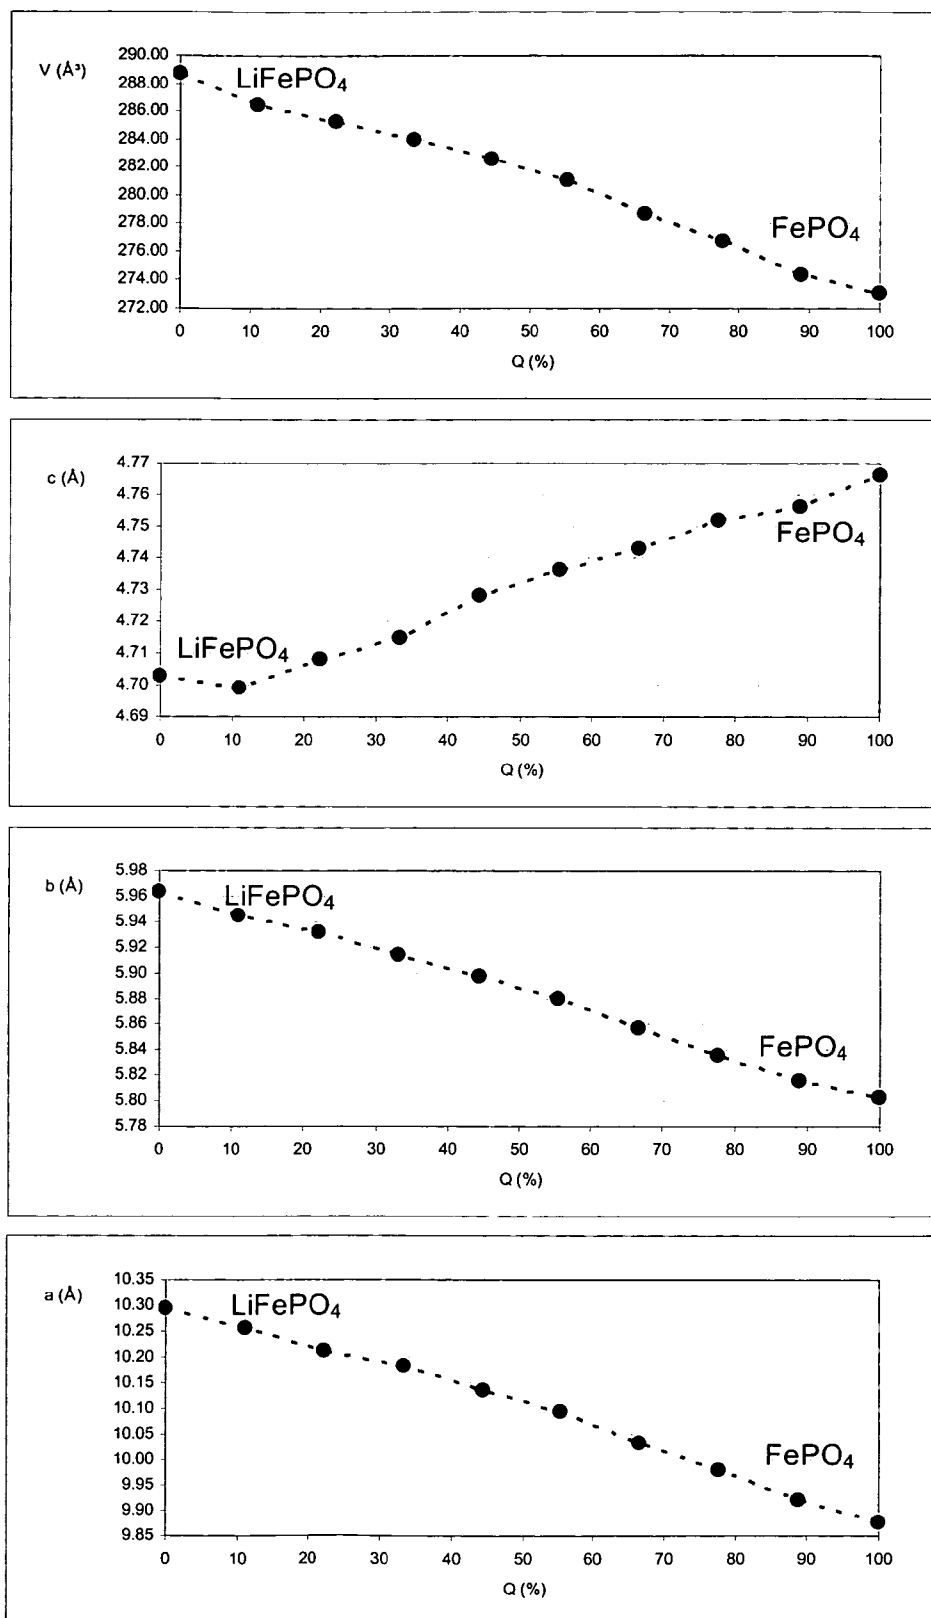 V (Å³)
290.00
288.00
286.00
284.00
282.00
280.00
278.00
276.00
274.00
272.00
LiFePO₄
FePO₄
0 10 20 30 40 50 60 70 80 90 100
Q (%)
c (Å)
4.77
4.76
4.75
4.74
4.73
4.72
4.71
4.70
4.69
FePO₄
LiFePO₄
0 10 20 30 40 50 60 70 80 90 100
Q (%)
b (Å)
5.98
5.96
5.94
5.92
5.90
5.88
5.86
5.84
5.82
5.80
5.78
LiFePO₄
FePO₄
0 10 20 30 40 50 60 70 80 90 100
Q (%)
a (Å)
10.35
10.30
10.25
10.20
10.15
10.10
10.05
10.00
9.95
9.90
9.85
LiFePO₄
FePO₄
0 10 20 30 40 50 60 70 80 90 100
Q (%)